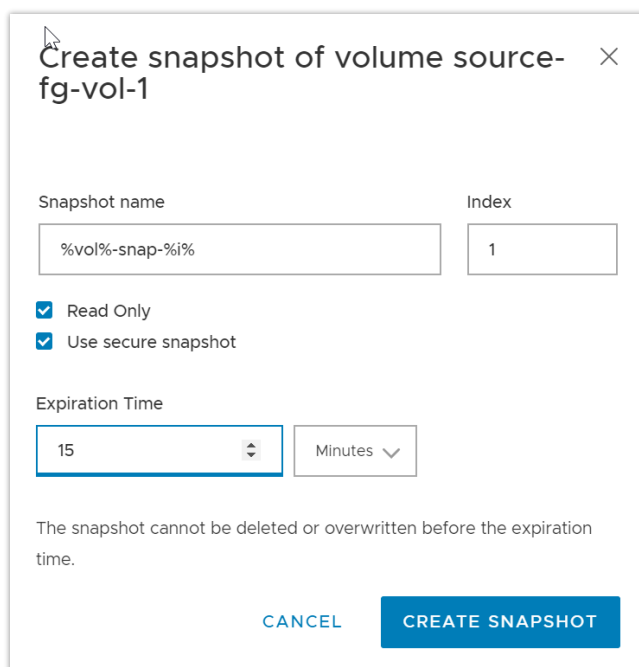 Create snapshot of volume source-
fg-vol-1
Snapshot name
Index
%vol%-snap-%i%
1
Read Only
Use secure snapshot
Expiration Time
15
Minutes
The snapshot cannot be deleted or overwritten before the expiration
time.
CANCEL
CREATE SNAPSHOT